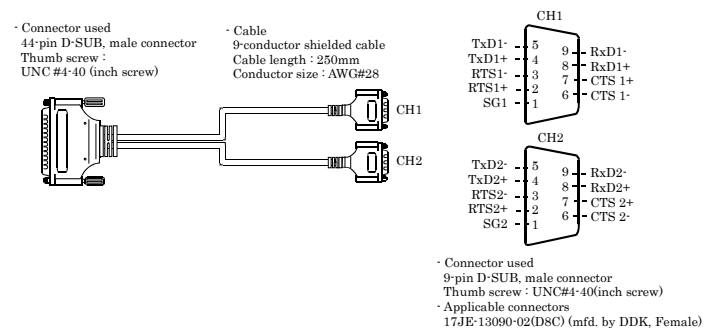 - Connector used
44-pin D-SUB, male connector
Thumb screw :
UNC #4-40 (inch screw)
- Cable
9-conductor shielded cable
Cable length : 250mm
Conductor size : AWG#28
CH1
CH2
CH1
TxD1- 5
TxD1+ 4
RTS1- 3
RTS1+ 2
SG1 1
9 RxD1-
8 RxD1+
7 CTS 1+
6 CTS 1-
CH2
TxD2- 5
TxD2+ 4
RTS2- 3
RTS2+ 2
SG2 1
9 RxD2-
8 RxD2+
7 CTS 2+
6 CTS 2-
- Connector used
9-pin D-SUB, male connector
Thumb screw : UNC#4-40(inch screw)
- Applicable connectors
17JE-13090-02(D8C) (mfd. by DDK, Female)